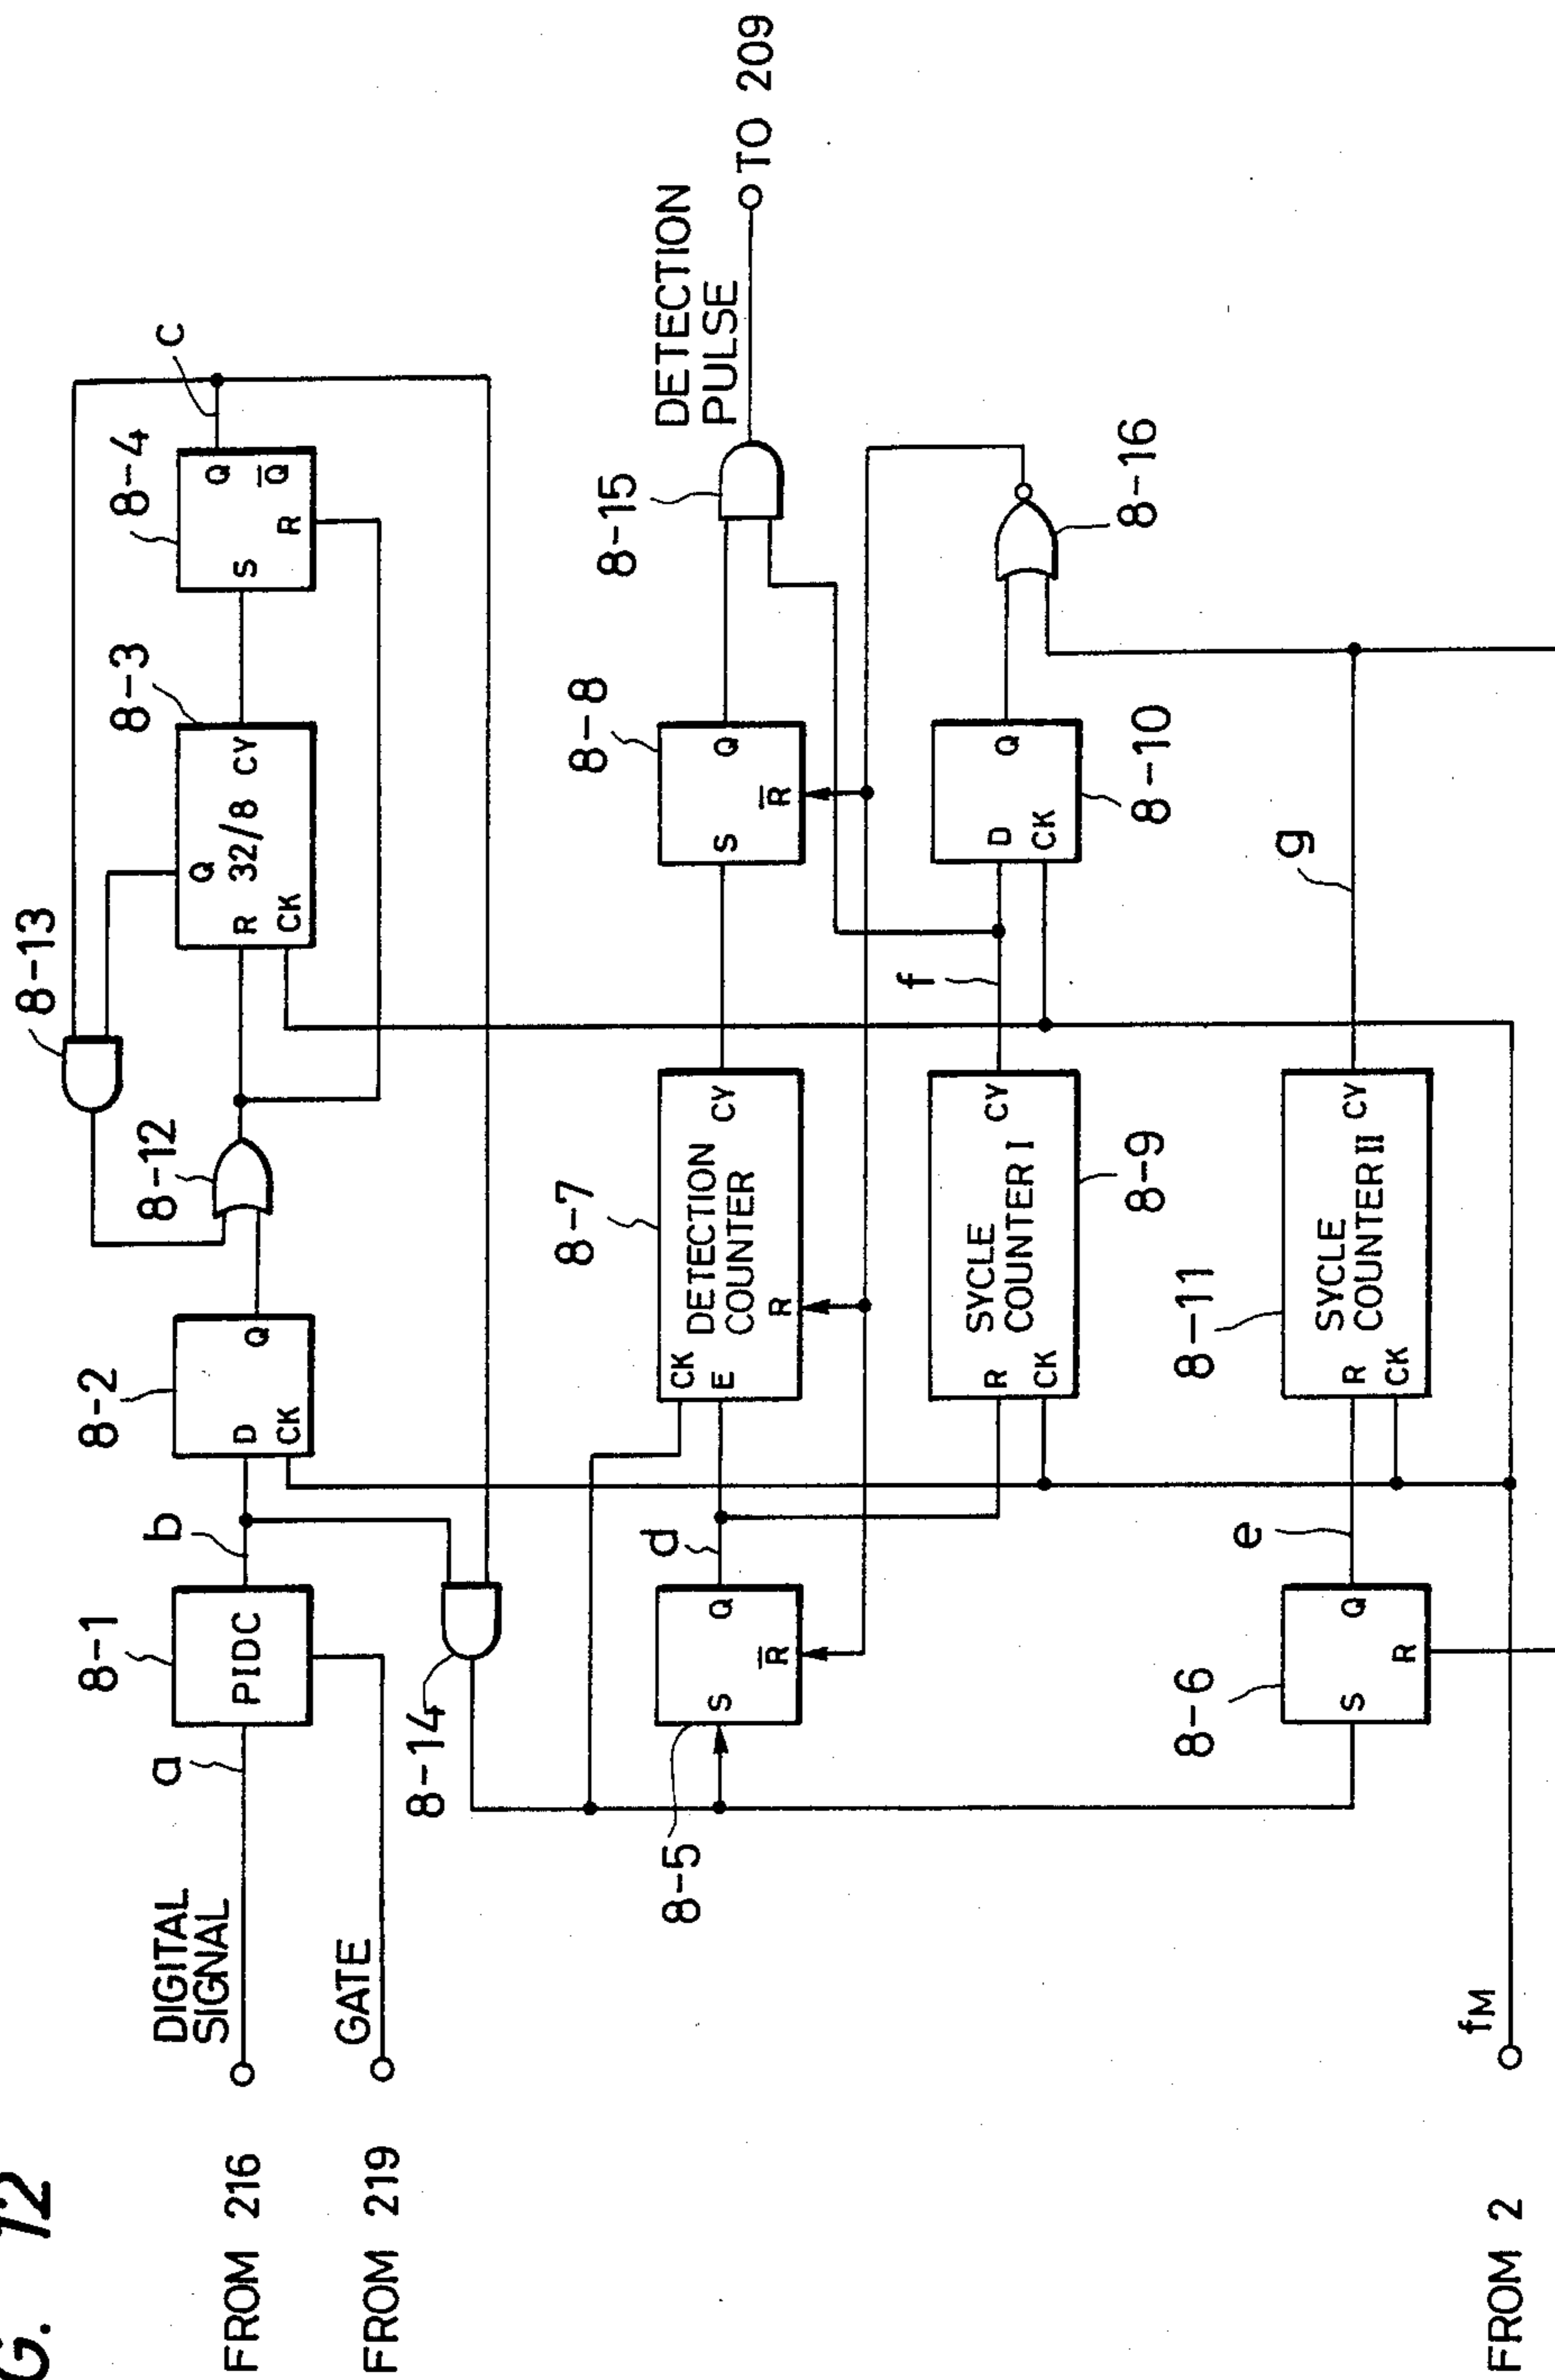 G. 12
FROM 216
DIGITAL
SIGNAL
a
8-1
PIDC
b
8-2
D
CK
Q
8-12
8-13
8-3
Q
R
32/8
CY
CK
8-4
S
Q
Q̅
R
c
FROM 219
GATE
8-14
8-5
S
Q
R̅
d
8-7
CK
E
DETECTION
COUNTER
CY
R
8-8
S
Q
R̅
8-15
DETECTION
PULSE
TO 209
R
CK
SYCLE
COUNTER I
CY
8-9
f
D
CK
Q
8-10
8-16
8-6
S
Q
R
e
8-11
R
CK
SYCLE
COUNTER II
CY
g
FROM 2
fM